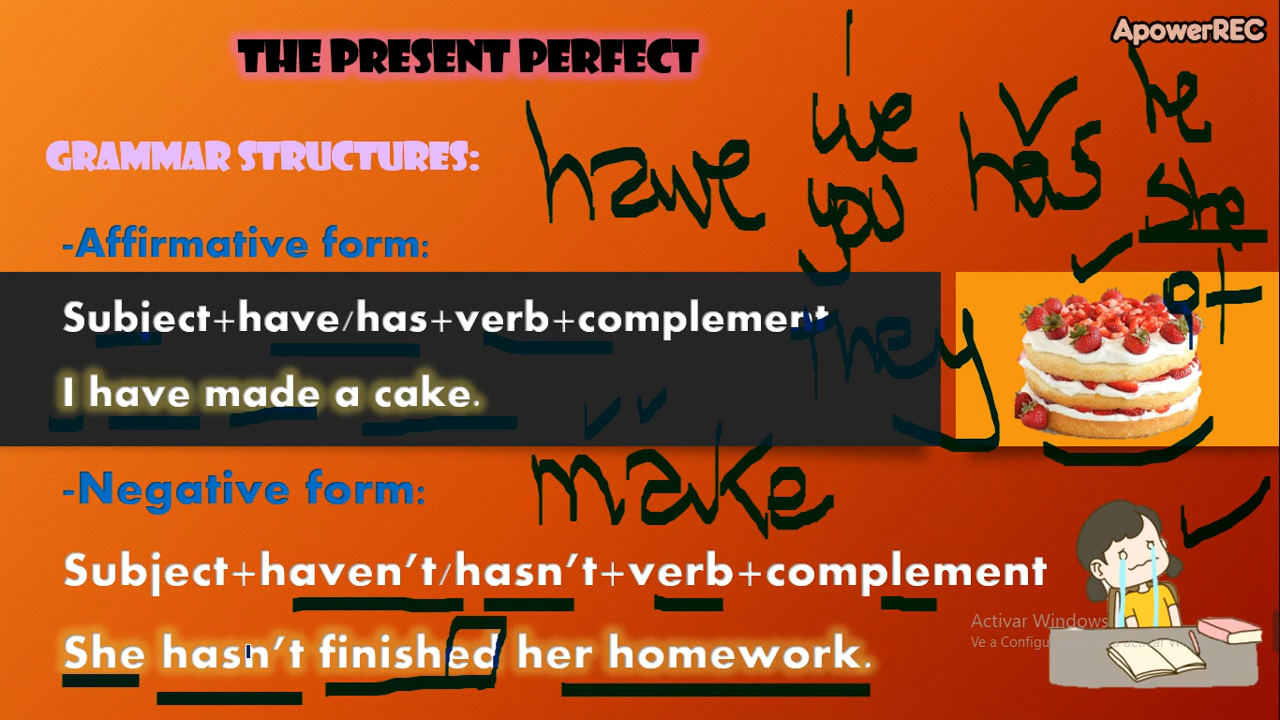 ApowerREC
THE PRESENT PERFECT
GRAMMAR STRUCTURES:
have
I
we
you
they
has
he
she
-Affirmative form:
Subject+have/has+verb+complement
I have made a cake.
make
-Negative form:
Subject+haven't/hasn't+verb+complement
She hasn't finished her homework.
Activar Windows